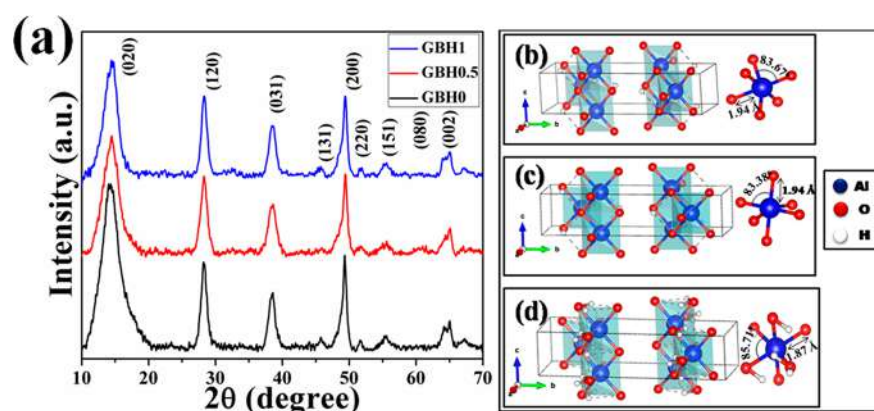 (a)
GBH1
GBH0.5
GBH0
(020)
(120)
(031)
(131)
(200)
(220)
(151)
(080)
(002)
Intensity (a.u.)
10 20 30 40 50 60 70
2θ (degree)
(b)
83.67
1.94 Å
c
a
b
(c)
83.38°
1.94 Å
c
a
b
(d)
85.71°
1.87 Å
c
a
b
Al
O
H